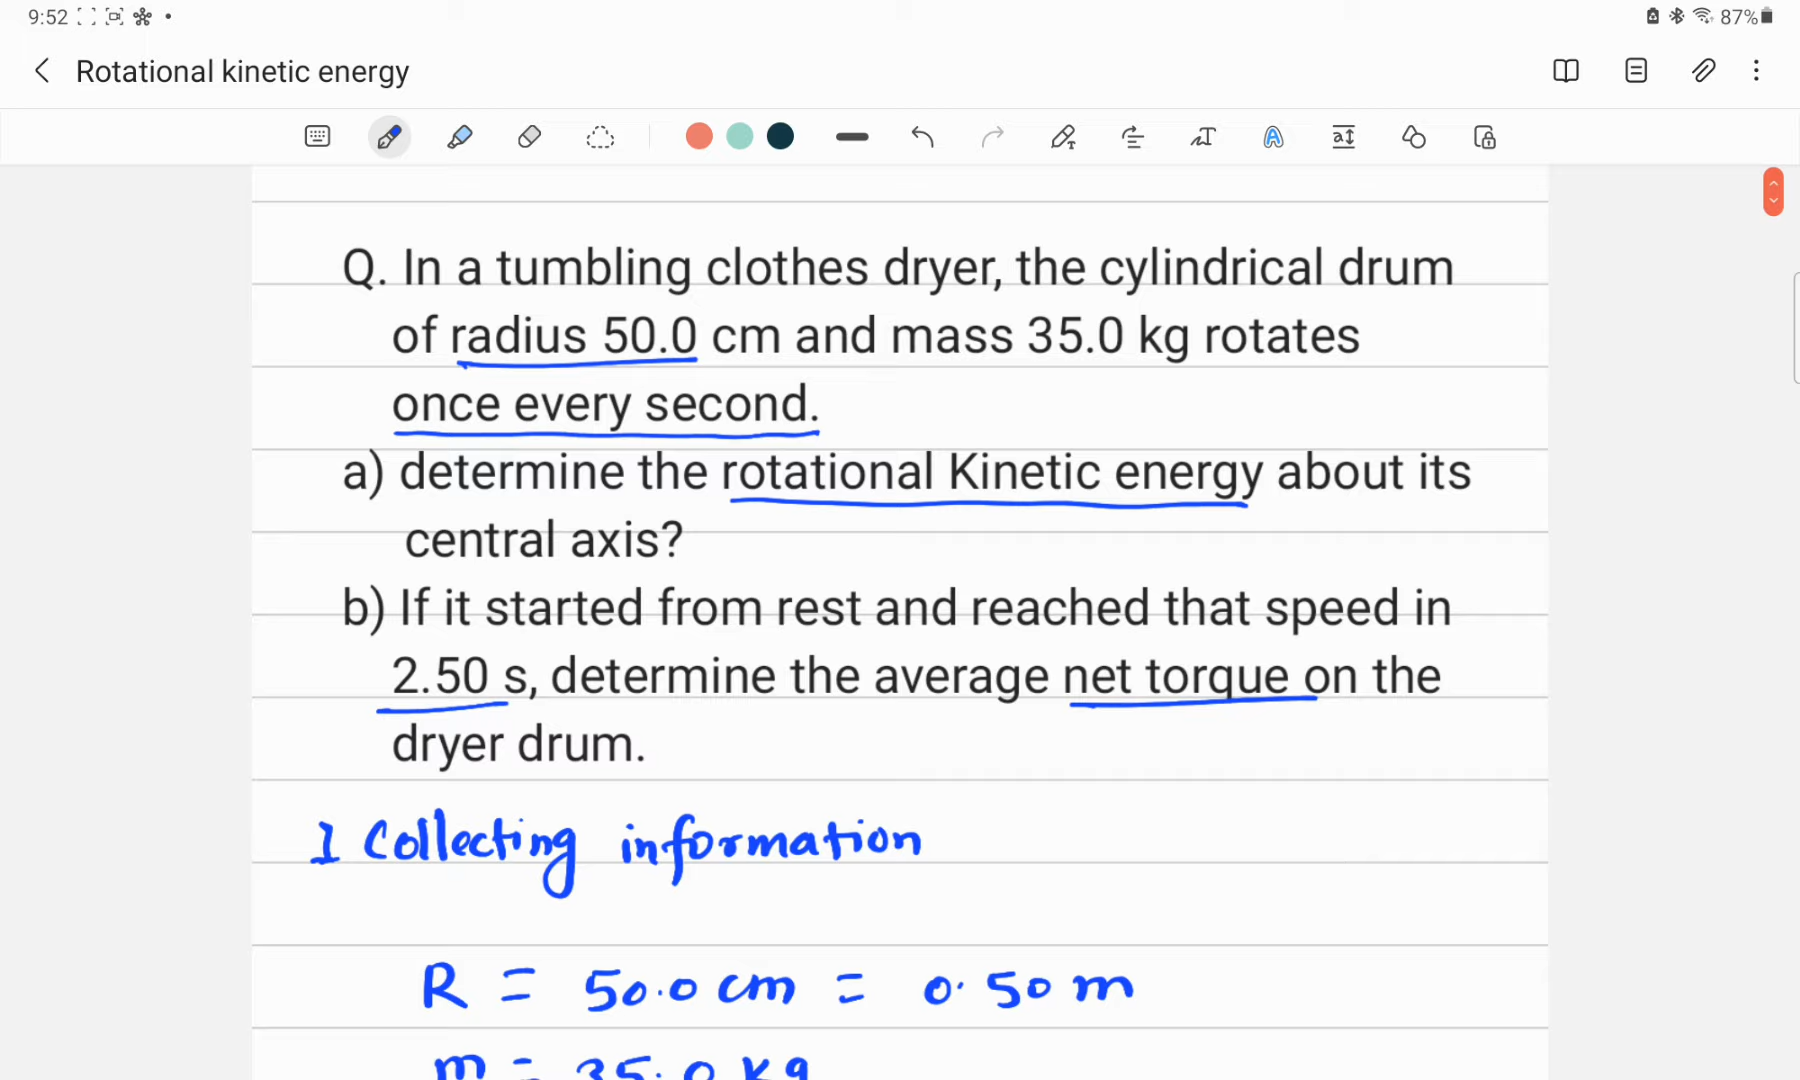 9:52
87%
Rotational kinetic energy
Q. In a tumbling clothes dryer, the cylindrical drum
of radius 50.0 cm and mass 35.0 kg rotates
once every second.
a) determine the rotational Kinetic energy about its
central axis?
b) If it started from rest and reached that speed in
2.50 s, determine the average net torque on the
dryer drum.
1 Collecting information
R = 50.0 cm = 0.50 m
m = 35.0 kg